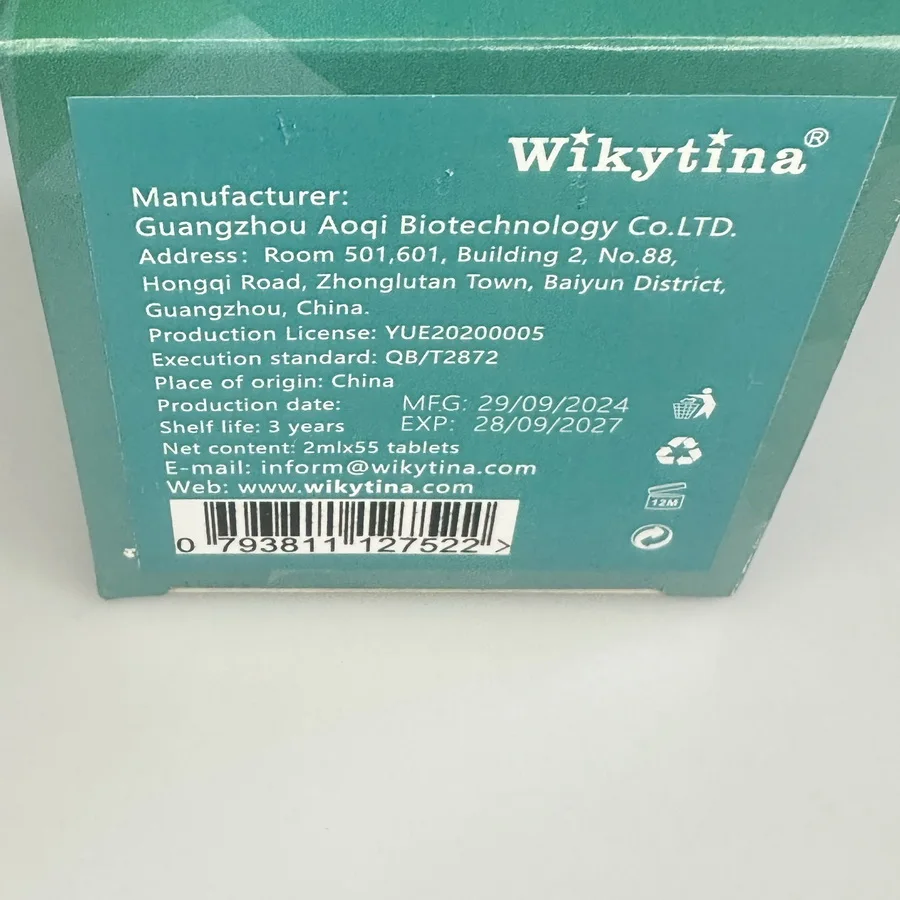 Wikytina®
Manufacturer:
Guangzhou Aoqi Biotechnology Co.LTD.
Address: Room 501,601, Building 2, No.88,
Hongqi Road, Zhonglutan Town, Baiyun District,
Guangzhou, China.
Production License: YUE20200005
Execution standard: QB/T2872
Place of origin: China
Production date: MFG: 29/09/2024
Shelf life: 3 years EXP: 28/09/2027
Net content: 2mlx55 tablets
E-mail: inform@wikytina.com
Web: www.wikytina.com
12M
0 793811 127522 >